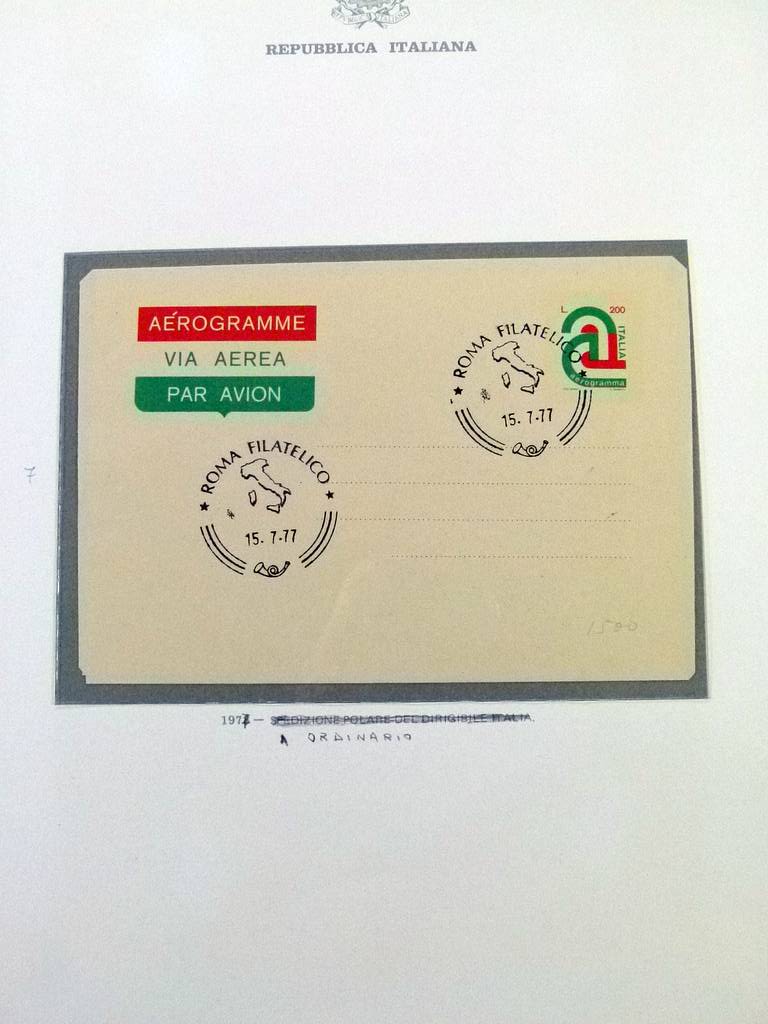 REPUBBLICA ITALIANA
AÉROGRAMME
VIA AEREA
PAR AVION
L. 200
ITALIA
aerogramma
ROMA FILATELICO
15. 7-77
ROMA FILATELICO
15. 7-77
7
1500
1977 — SPEDIZIONE POLARE DEL DIRIGIBILE ITALIA.
A ORDINARIO